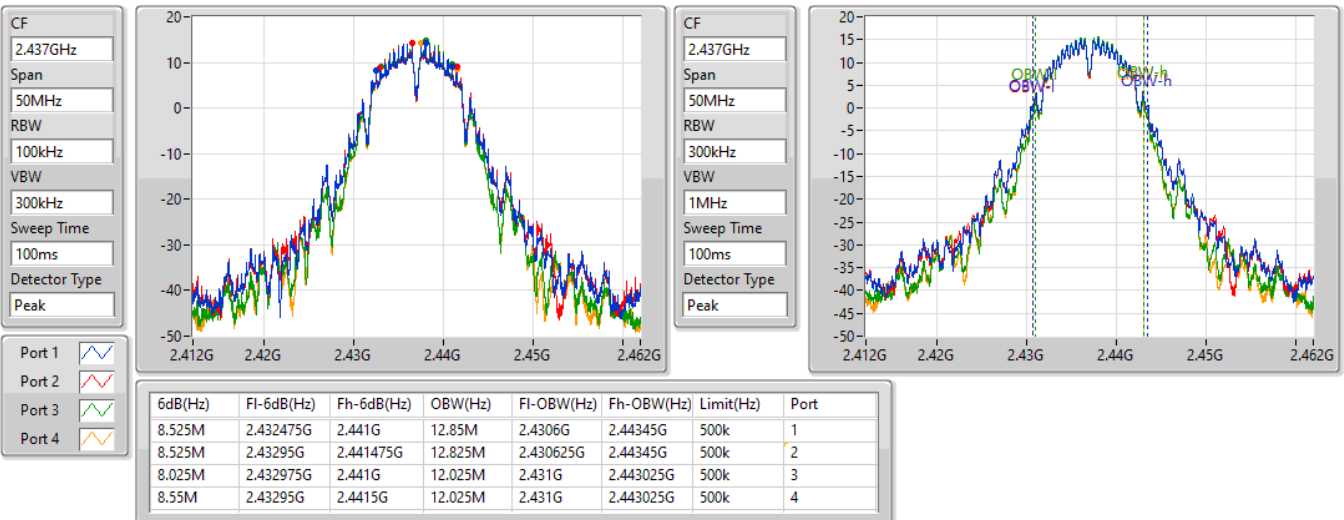 CF
2.437GHz
Span
50MHz
RBW
100kHz
VBW
300kHz
Sweep Time
100ms
Detector Type
Peak
20
10
0
-10
-20
-30
-40
-50
2.412G 2.42G 2.43G 2.44G 2.45G 2.462G
CF
2.437GHz
Span
50MHz
RBW
300kHz
VBW
1MHz
Sweep Time
100ms
Detector Type
Peak
20
15
10
5
0
-5
-10
-15
-20
-25
-30
-35
-40
-45
-50
OBW-l
OBW-h
OBW-h
2.412G 2.42G 2.43G 2.44G 2.45G 2.462G
Port 1
Port 2
Port 3
Port 4
6dB(Hz) Fl-6dB(Hz) Fh-6dB(Hz) OBW(Hz) Fl-OBW(Hz) Fh-OBW(Hz) Limit(Hz) Port
8.525M 2.432475G 2.441G 12.85M 2.4306G 2.44345G 500k 1
8.525M 2.43295G 2.441475G 12.825M 2.430625G 2.44345G 500k 2
8.025M 2.432975G 2.441G 12.025M 2.431G 2.443025G 500k 3
8.55M 2.43295G 2.4415G 12.025M 2.431G 2.443025G 500k 4